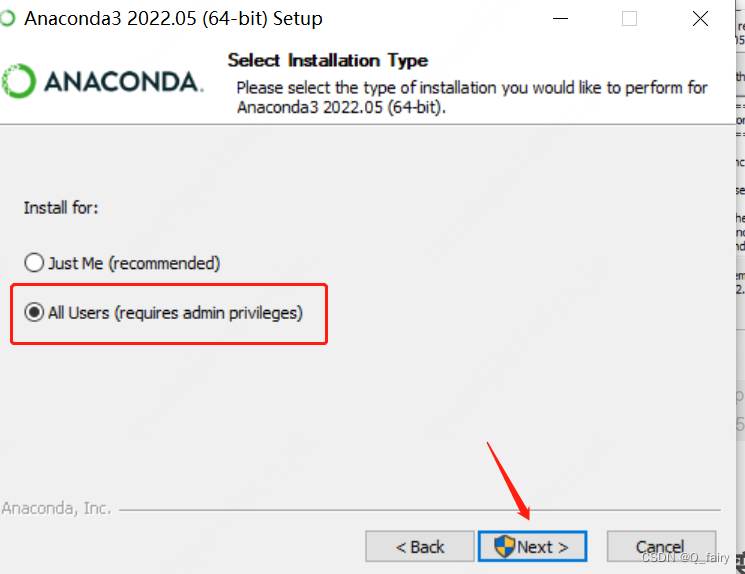 Anaconda3 2022.05 (64-bit) Setup
ANACONDA.
Select Installation Type
Please select the type of installation you would like to perform for
Anaconda3 2022.05 (64-bit).
Install for:
Just Me (recommended)
All Users (requires admin privileges)
Anaconda, Inc.
< Back
Next >
Cancel
CSDN @Q_fairy